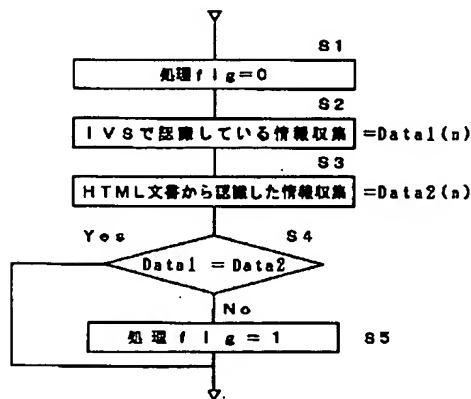 S1
処理flg=0
S2
IVSで認識している情報収集 =Data1(n)
S3
HTML文書から認識した情報収集 =Data2(n)
Yes S4
Data1 = Data2
No
処理flg=1 S5